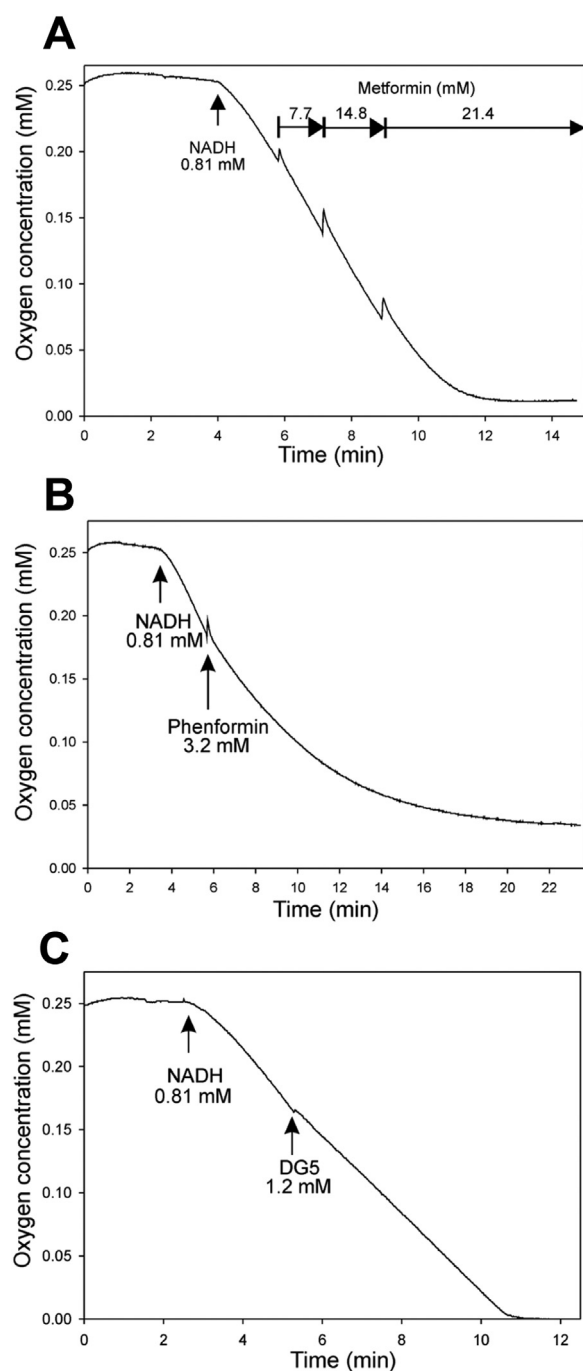 A
Oxygen concentration (mM)
0.25
0.20
0.15
0.10
0.05
0.00
Metformin (mM)
7.7 14.8 21.4
NADH
0.81 mM
0 2 4 6 8 10 12 14
Time (min)
B
Oxygen concentration (mM)
0.25
0.20
0.15
0.10
0.05
0.00
NADH
0.81 mM
Phenformin
3.2 mM
0 2 4 6 8 10 12 14 16 18 20 22
Time (min)
C
Oxygen concentration (mM)
0.25
0.20
0.15
0.10
0.05
0.00
NADH
0.81 mM
DG5
1.2 mM
0 2 4 6 8 10 12
Time (min)